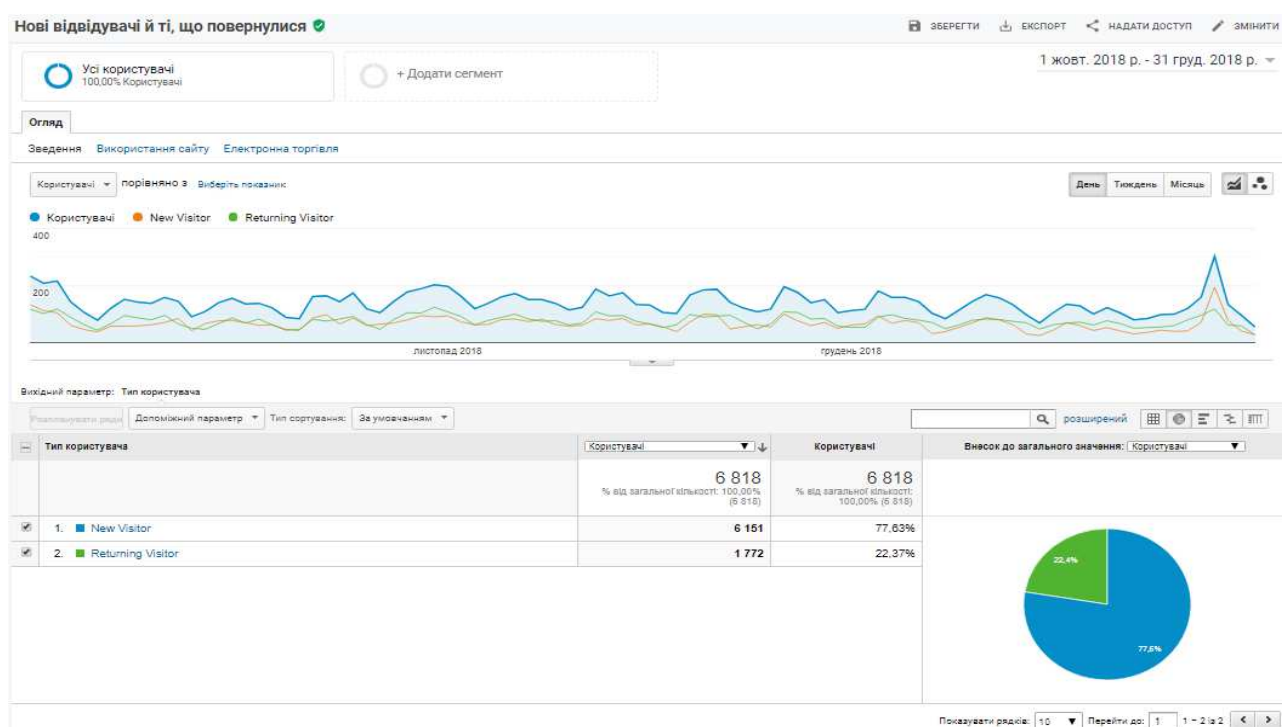 Нові відвідувачі й ті, що повернулися
ЗБЕРЕГТИ ЕКСПОРТ НАДАТИ ДОСТУП ЗМІНИТИ
Усі користувачі
100,00% Користувачі
+ Додати сегмент
1 жовт. 2018 р. - 31 груд. 2018 р.
Огляд
Зведення Використання сайту Електронна торгівля
Користувачі порівняно з Виберіть показник
День Тиждень Місяць
Користувачі New Visitor Returning Visitor
400
200
листопад 2018 грудень 2018
Вихідний параметр: Тип користувача
Допоміжний параметр Тип сортування: За умовчанням розширений
Тип користувача Користувачі Користувачі Внесок до загального значення: Користувачі
6 818 6 818
% від загальної кількості: 100,00% (6 818) % від загальної кількості: 100,00% (6 818)
1. New Visitor 6 151 77,63%
2. Returning Visitor 1 772 22,37%
22,4%
77,6%
Показувати рядків: 10 Перейти до: 1 1 – 2 із 2